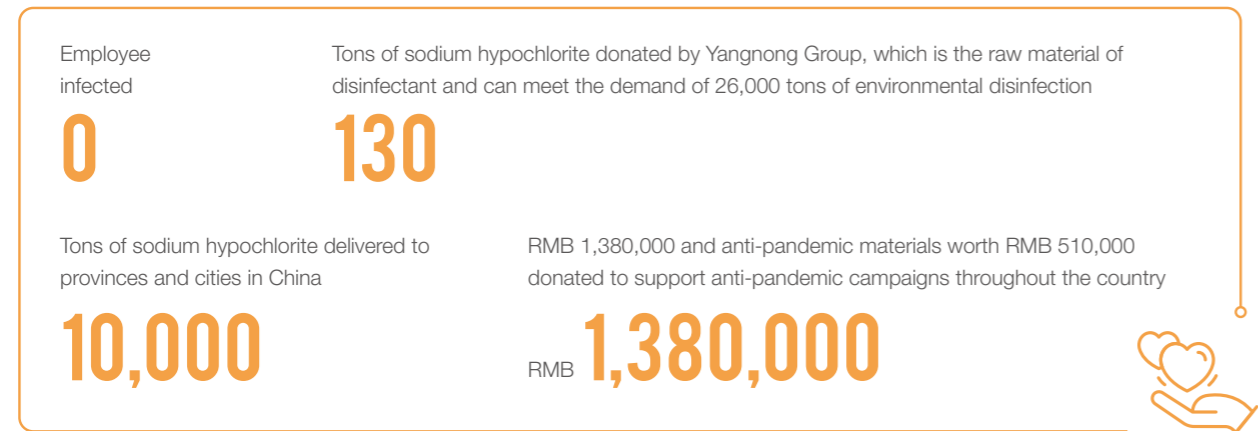 Employee
infected
0
Tons of sodium hypochlorite donated by Yangnong Group, which is the raw material of
disinfectant and can meet the demand of 26,000 tons of environmental disinfection
130
Tons of sodium hypochlorite delivered to
provinces and cities in China
10,000
RMB 1,380,000 and anti-pandemic materials worth RMB 510,000
donated to support anti-pandemic campaigns throughout the country
RMB 1,380,000